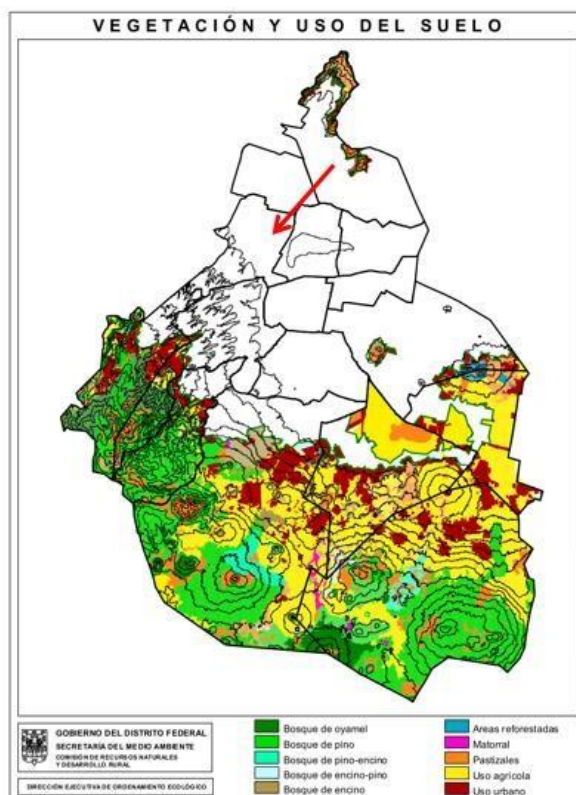 VEGETACIÓN Y USO DEL SUELO
GOBIERNO DEL DISTRITO FEDERAL
SECRETARÍA DEL MEDIO AMBIENTE
COMISIÓN DE RECURSOS NATURALES
Y DESARROLLO RURAL
DIRECCIÓN EJECUTIVA DE ORDENAMIENTO ECOLÓGICO
Bosque de oyamel
Bosque de pino
Bosque de pino-encino
Bosque de encino-pino
Bosque de encino
Areas reforestadas
Matorral
Pastizales
Uso agrícola
Uso urbano